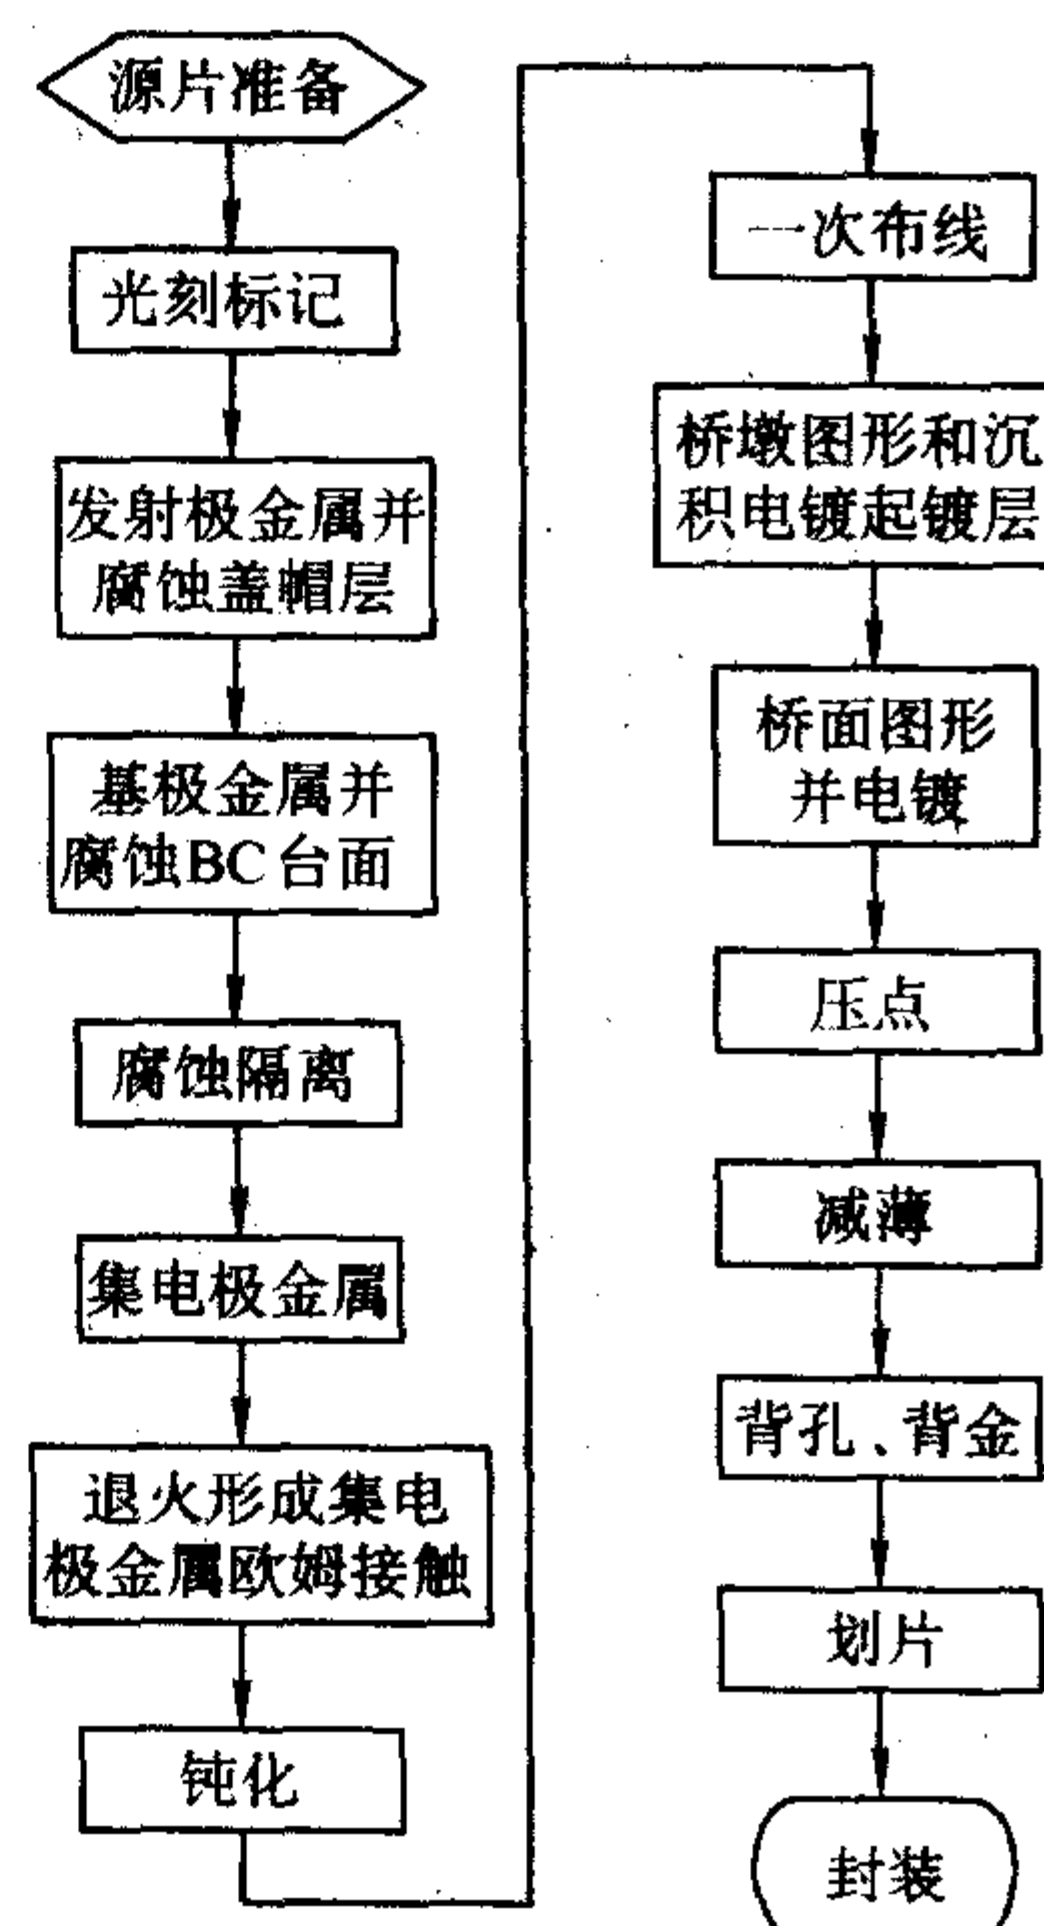 源片准备
光刻标记
发射极金属并
腐蚀盖帽层
基极金属并
腐蚀BC台面
腐蚀隔离
集电极金属
退火形成集电
极金属欧姆接触
钝化
一次布线
桥墩图形和沉
积电镀起镀层
桥面图形
并电镀
压点
减薄
背孔、背金
划片
封装